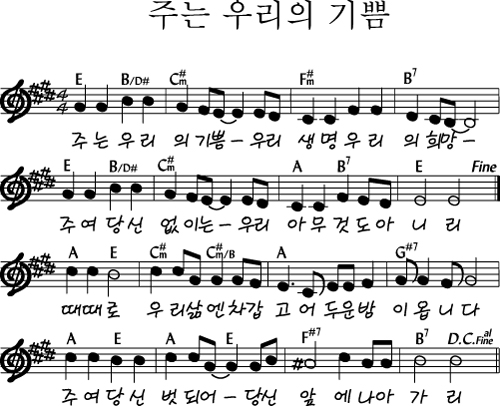 주는 우리의 기쁨
E B/D# C#m F#m B7
4
4
주 는 우 리 의 기쁨 - 우리 생 명 우 리 의 희망 -
E B/D# C#m A B7 E Fine
주 여 당 신 없 이는 - 우리 아 무 것 도 아 니 리
A E C#m C#m/B A G#7
때때로 우 리삶 엔차갑 고 어 두운밤 이 옵 니 다
A E A E F#7 B7 D.C.al Fine
주 여 당 신 벗 되어 - 당신 앞 에 나 아 가 리